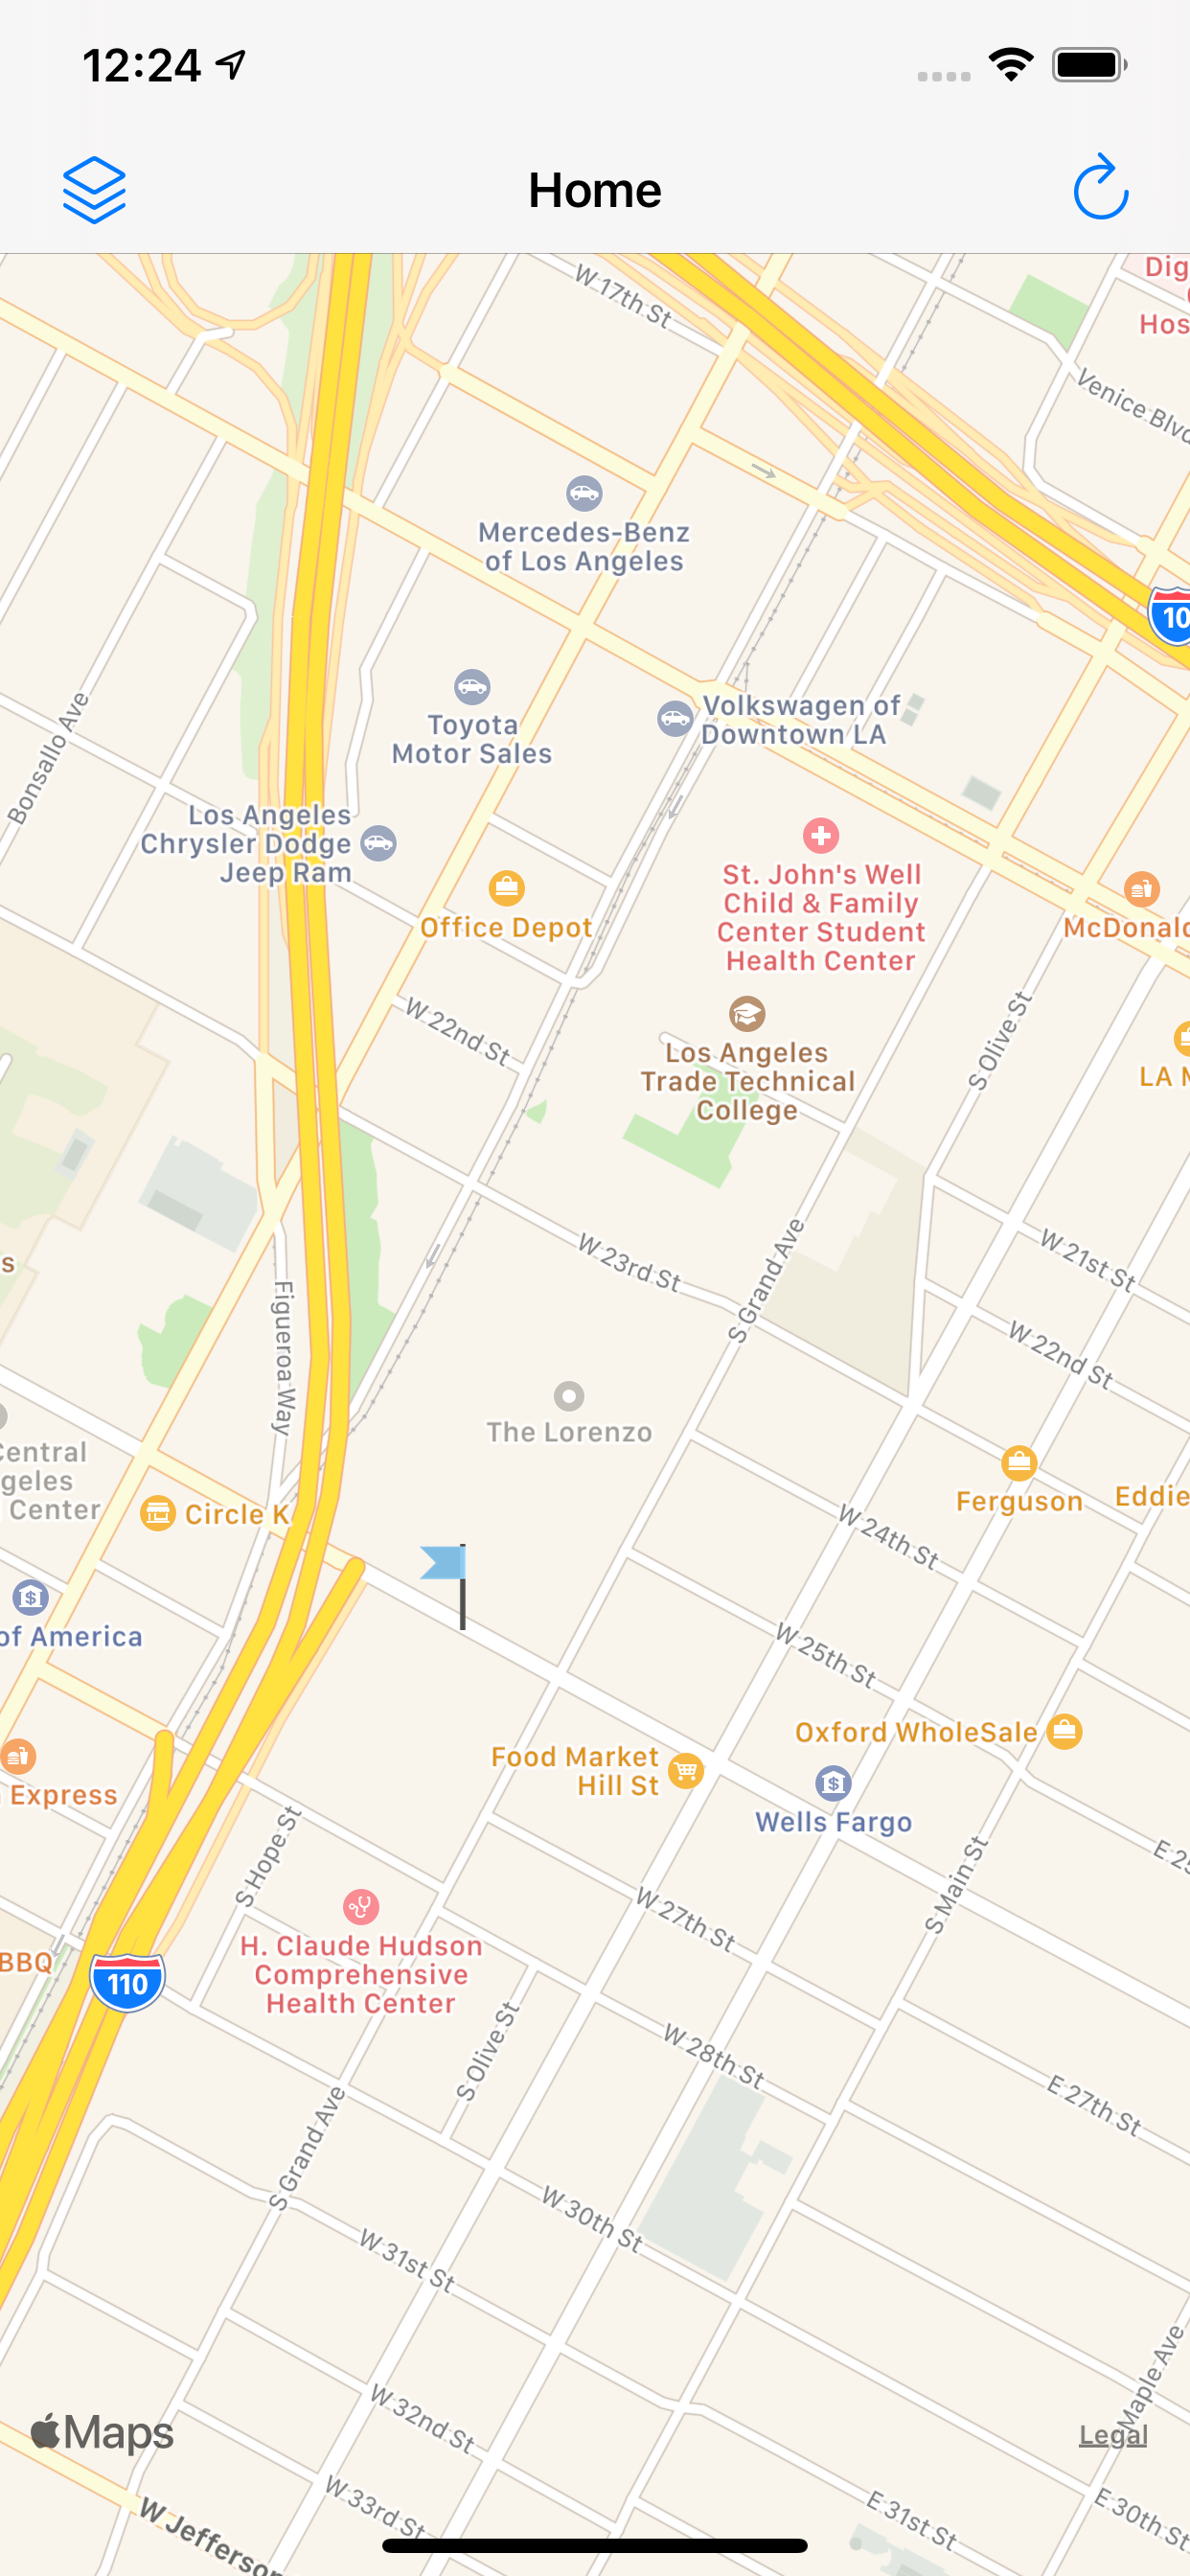 12:24
Home
W 17th St
Dig
Hos
Venice Blvd
Mercedes-Benz
of Los Angeles
10
Bonsallo Ave
Toyota
Motor Sales
Volkswagen of
Downtown LA
Los Angeles
Chrysler Dodge
Jeep Ram
Office Depot
St. John's Well
Child & Family
Center Student
Health Center
McDonald
W 22nd St
Los Angeles
Trade Technical
College
S Olive St
LA M
W 23rd St
S Grand Ave
W 21st St
s
Figueroa Way
W 22nd St
The Lorenzo
Central
geles
Center
Circle K
Ferguson
Eddie
W 24th St
of America
W 25th St
Oxford WholeSale
Food Market
Hill St
Express
Wells Fargo
S Hope St
E 25
S Main St
W 27th St
BBQ
110
H. Claude Hudson
Comprehensive
Health Center
S Olive St
W 28th St
E 27th St
S Grand Ave
W 30th St
W 31st St
Maple Ave
W 32nd St
Maps
Legal
W 33rd St
E 31st St
E 30th St
W Jefferson